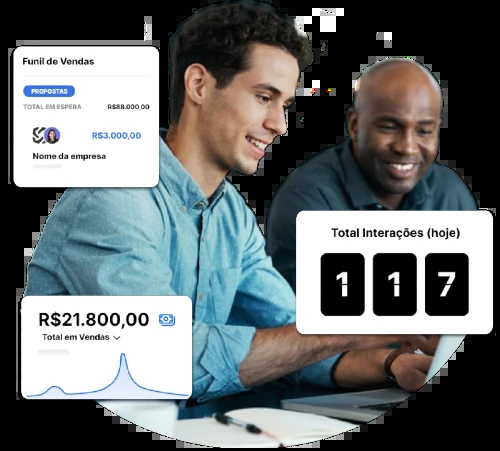 Funil de Vendas
PROPOSTAS
TOTAL EM ESPERA R$88.000,00
R$3.000,00
Nome da empresa
Total Interações (hoje)
1 1 7
R$21.800,00
Total em Vendas